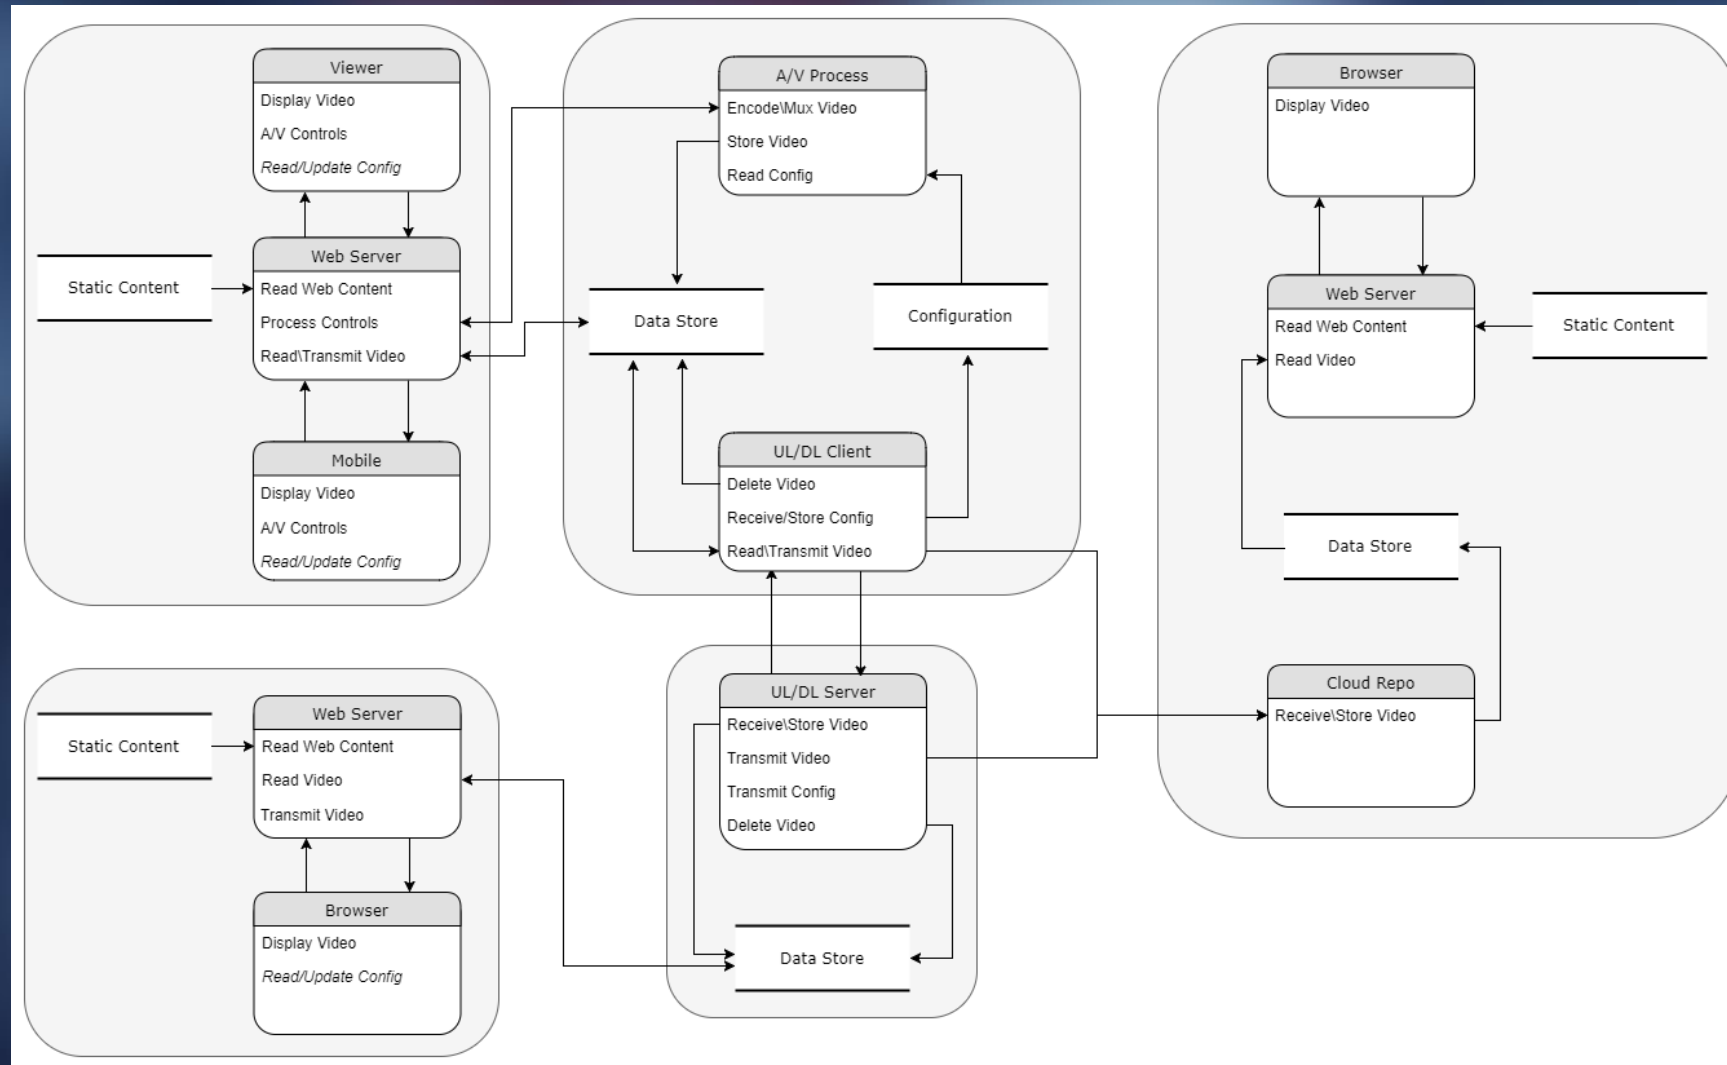 Viewer
Display Video
A/V Controls
Read/Update Config
Static Content
Web Server
Read Web Content
Process Controls
Read\Transmit Video
Mobile
Display Video
A/V Controls
Read/Update Config
A/V Process
Encode\Mux Video
Store Video
Read Config
Data Store
Configuration
UL/DL Client
Delete Video
Receive/Store Config
Read\Transmit Video
Browser
Display Video
Web Server
Read Web Content
Read Video
Static Content
Data Store
Cloud Repo
Receive\Store Video
Static Content
Web Server
Read Web Content
Read Video
Transmit Video
Browser
Display Video
Read/Update Config
UL/DL Server
Receive\Store Video
Transmit Video
Transmit Config
Delete Video
Data Store